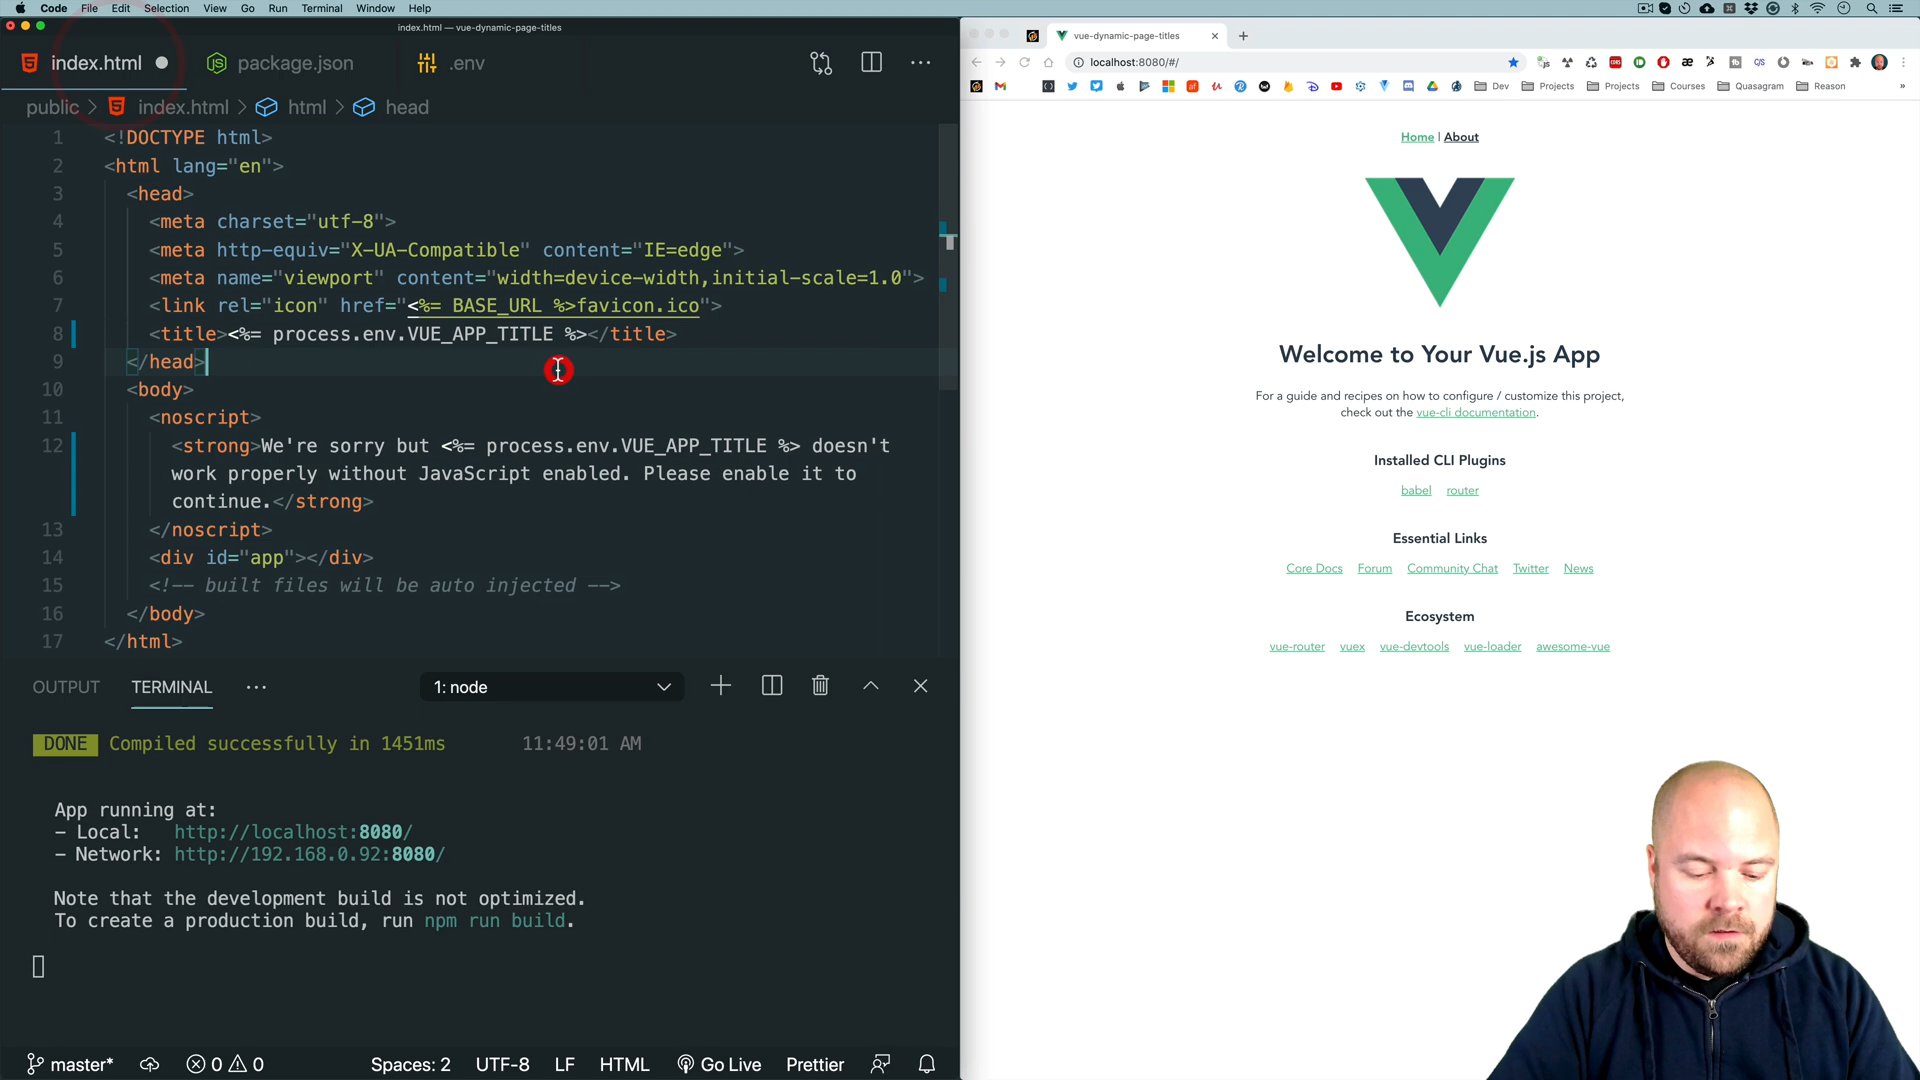 Code File Edit Selection View Go Run Terminal Window Help
index.html — vue-dynamic-page-titles
index.html
package.json
.env
public > index.html > html > head
1 <!DOCTYPE html>
2 <html lang="en">
3 <head>
4 <meta charset="utf-8">
5 <meta http-equiv="X-UA-Compatible" content="IE=edge">
6 <meta name="viewport" content="width=device-width,initial-scale=1.0">
7 <link rel="icon" href="<%= BASE_URL %>favicon.ico">
8 <title><%= process.env.VUE_APP_TITLE %></title>
9 </head>
10 <body>
11 <noscript>
12 <strong>We're sorry but <%= process.env.VUE_APP_TITLE %> doesn't
work properly without JavaScript enabled. Please enable it to
continue.</strong>
13 </noscript>
14 <div id="app"></div>
15 <!-- built files will be auto injected -->
16 </body>
17 </html>
OUTPUT TERMINAL ··· 1: node
DONE Compiled successfully in 1451ms 11:49:01 AM
App running at:
- Local: http://localhost:8080/
- Network: http://192.168.0.92:8080/
Note that the development build is not optimized.
To create a production build, run npm run build.
master* 0 0 Spaces: 2 UTF-8 LF HTML Go Live Prettier
vue-dynamic-page-titles
localhost:8080/#/
Dev Projects Projects Courses Quasagram Reason »
Home | About
Welcome to Your Vue.js App
For a guide and recipes on how to configure / customize this project,
check out the vue-cli documentation.
Installed CLI Plugins
babel router
Essential Links
Core Docs Forum Community Chat Twitter News
Ecosystem
vue-router vuex vue-devtools vue-loader awesome-vue